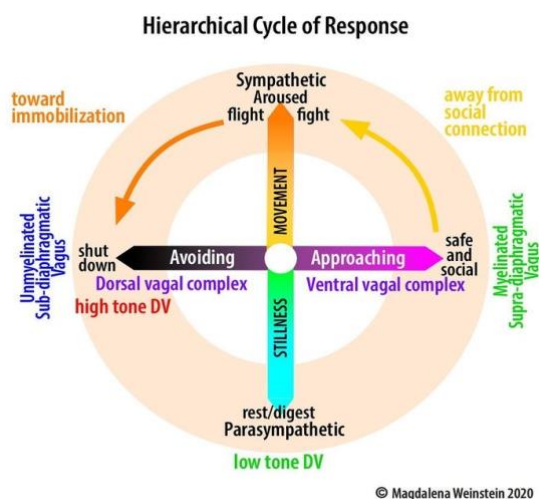 Hierarchical Cycle of Response
toward
immobilization
Sympathetic
Aroused
flight
fight
away from
social
connection
MOVEMENT
Unmyelinated
Sub-diaphragmatic
Vagus
shut
down
Avoiding
Approaching
safe
and
social
Myelinated
Supra-diaphragmatic
Vagus
Dorsal vagal complex
Ventral vagal complex
high tone DV
STILLNESS
rest/digest
Parasympathetic
low tone DV
© Magdalena Weinstein 2020